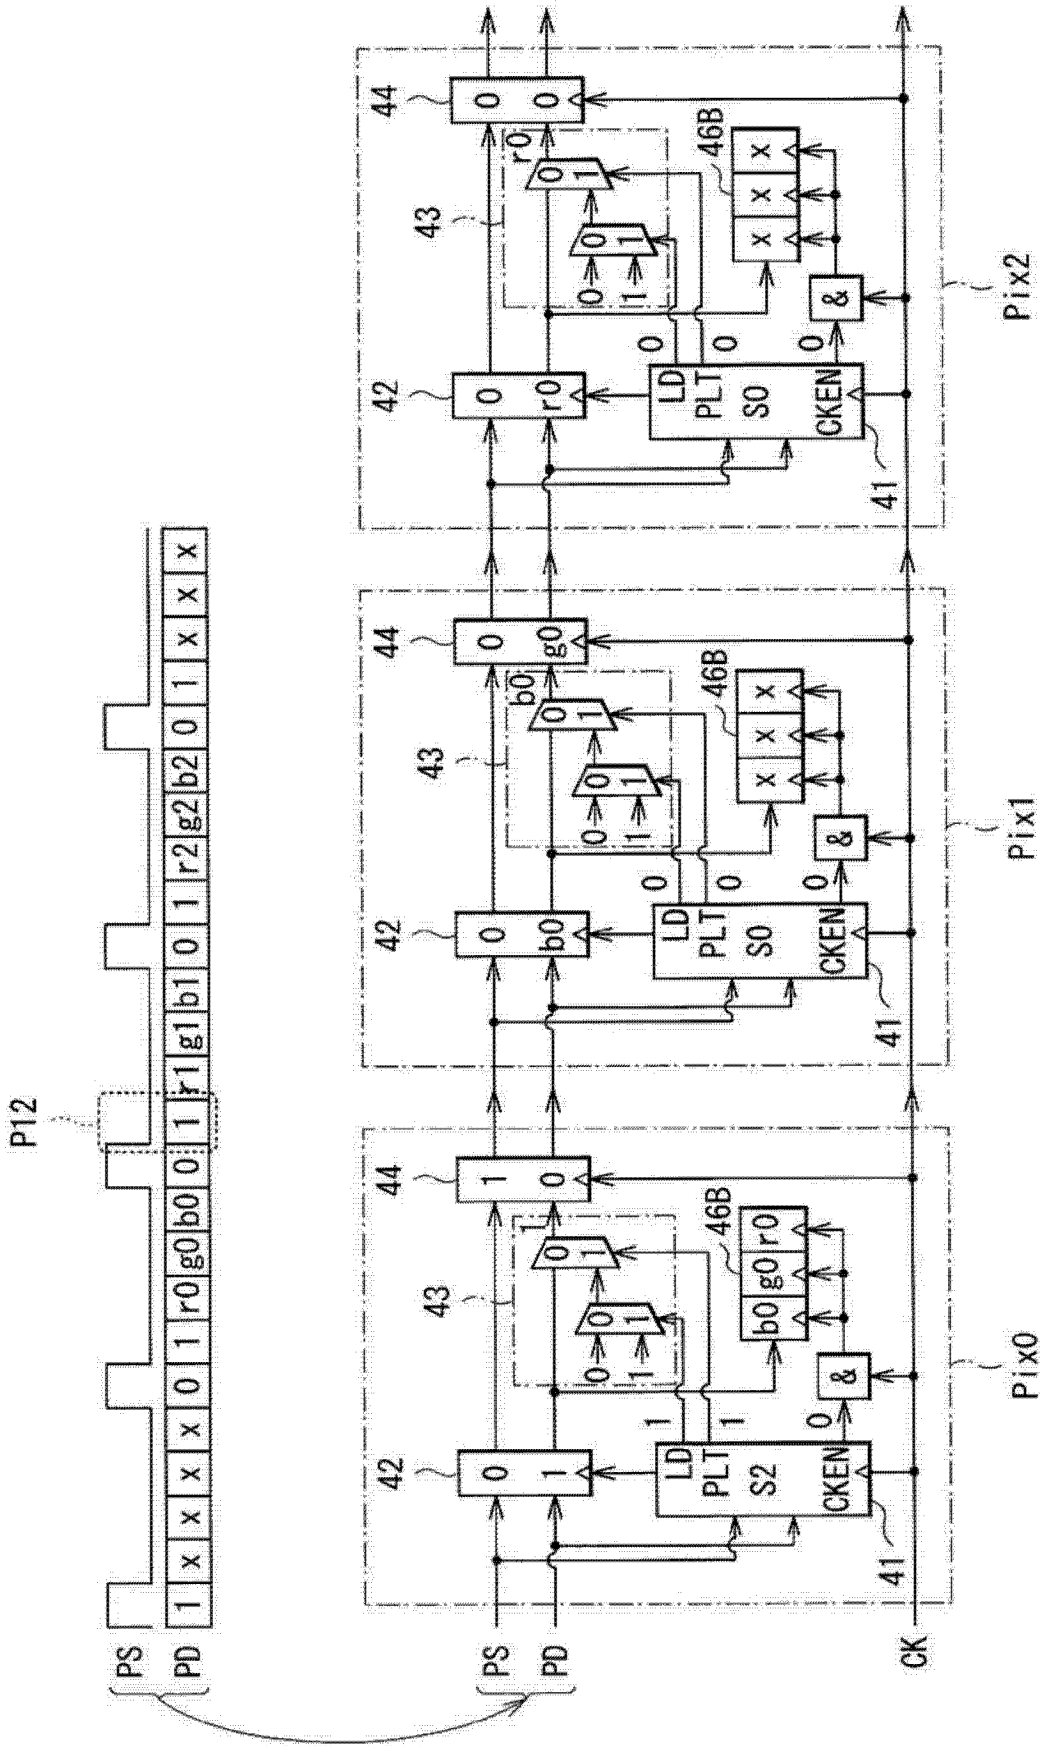 P12
PS
PD 1 x x x x 0 1 r0 g0 b0 0 1 r1 g1 b1 0 1 r2 g2 b2 0 1 x x x
42 43 44
PS 0 1
PD 1 0 1 0
0 0 1
1 1
1 LD
1 PLT
S2
0 CKEN
46B
b0 g0 r0
&
41
CK
Pix0
42 43 44
0 0
b0 0 1 b0 g0
0 0 1
1
0 LD
0 PLT
S0
0 CKEN
46B
x x x
&
41
Pix1
42 43 44
0 0
r0 0 1 r0 0
0 0 1
1
0 LD
0 PLT
S0
0 CKEN
46B
x x x
&
41
Pix2